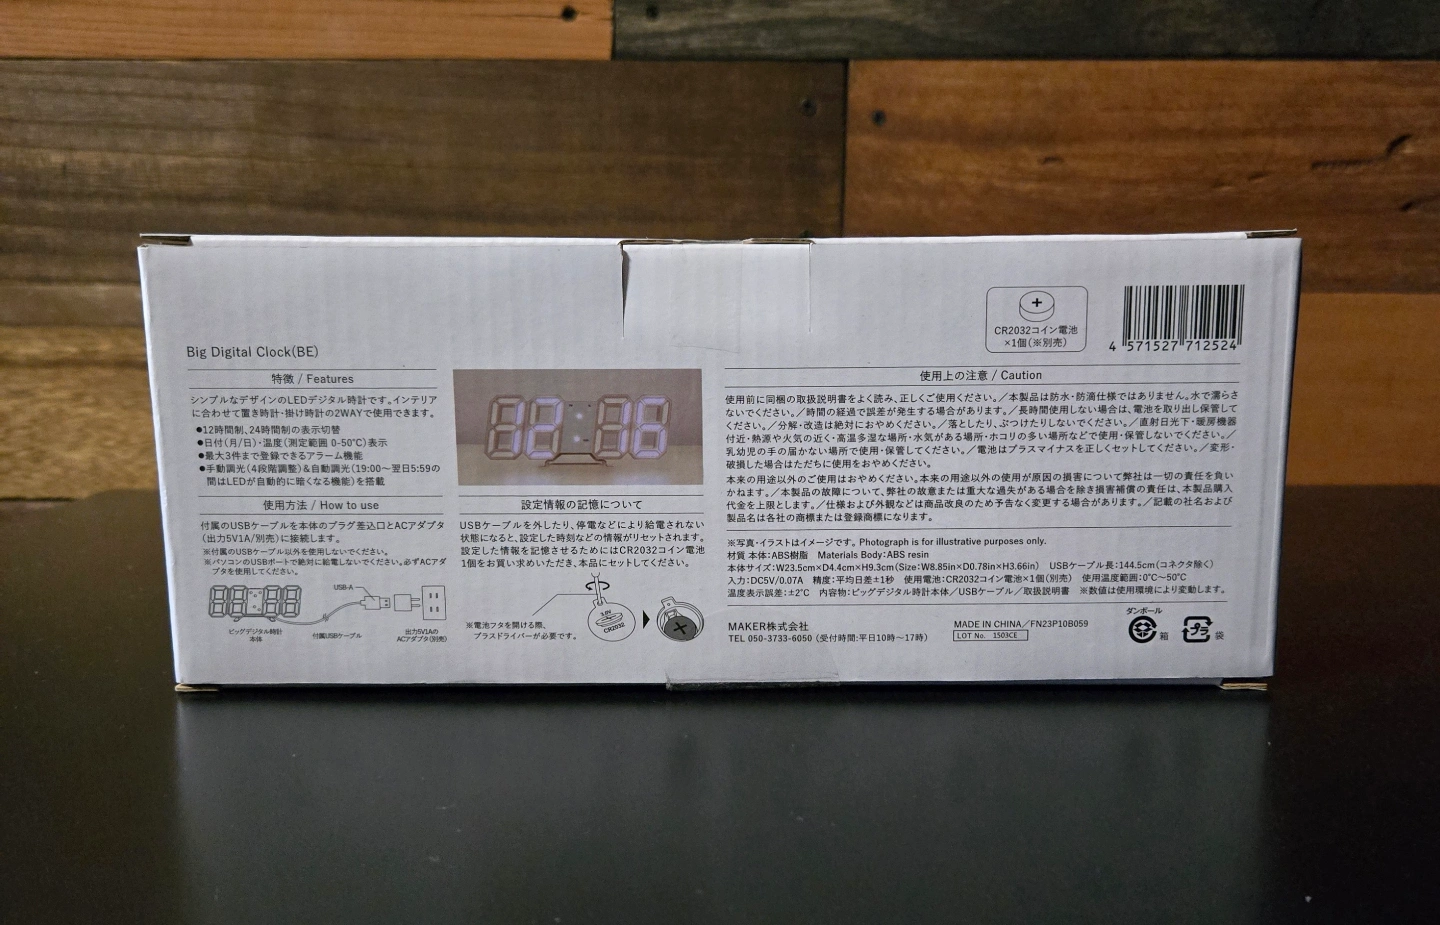 Big Digital Clock(BE)
特徴 / Features
シンプルなデザインのLEDデジタル時計です。インテリア
に合わせて置き時計・掛け時計の2WAYで使用できます。
●12時間制、24時間制の表示切替
●日付(月/日)・温度(測定範囲 0-50℃)表示
●最大3件まで登録できるアラーム機能
●手動調光(4段階調整)&自動調光(19:00〜翌日5:59の
間はLEDが自動的に暗くなる機能)を搭載
使用方法 / How to use
付属のUSBケーブルを本体のプラグ差込口とACアダプタ
(出力5V1A/別売)に接続します。
※付属のUSBケーブル以外を使用しないでください。
※パソコンのUSBポートで絶対に給電しないでください。必ずACアダ
プタを使用してください。
USB-A
ビッグデジタル時計
本体
付属USBケーブル
出力5V1Aの
ACアダプタ(別売)
12:36
設定情報の記憶について
USBケーブルを外したり、停電などにより給電されない
状態になると、設定した時刻などの情報がリセットされます。
設定した情報を記憶させるためにはCR2032コイン電池
1個をお買い求めいただき、本品にセットしてください。
※電池フタを開ける際、
プラスドライバーが必要です。
3.0V
CR2032
CR2032コイン電池
×1個(※別売)
4 571527 712524
使用上の注意 / Caution
使用前に同梱の取扱説明書をよく読み、正しくご使用ください。/本製品は防水・防滴仕様ではありません。水で濡らさ
ないでください。/時間の経過で誤差が発生する場合があります。/長時間使用しない場合は、電池を取り出し保管して
ください。/分解・改造は絶対におやめください。/落としたり、ぶつけたりしないでください。/直射日光下・暖房機器
付近・熱源や火気の近く・高温多湿な場所・水気がある場所・ホコリの多い場所などで使用・保管しないでください。/
乳幼児の手の届かない場所で使用・保管してください。/電池はプラスマイナスを正しくセットしてください。/変形・
破損した場合はただちに使用をおやめください。
本来の用途以外のご使用はおやめください。本来の用途以外の使用が原因の損害について弊社は一切の責任を負い
かねます。/本製品の故障について、弊社の故意または重大な過失がある場合を除き損害補償の責任は、本製品購入
代金を上限とします。/仕様および外観などは商品改良のため予告なく変更する場合があります。/記載の社名および
製品名は各社の商標または登録商標になります。
※写真・イラストはイメージです。 Phytograph is for illustrative purposes only.
材質 本体:ABS樹脂 Materials Body:ABS resin
本体サイズ:W23.5cm×D4.4cm×H9.3cm(Size:W8.85in×D0.78in×H3.66in) USBケーブル長:144.5cm(コネクタ除く)
入力:DC5V/0.07A 精度:平均日差±1秒 使用電池:CR2032コイン電池×1個(別売) 使用温度範囲:0℃〜50℃
温度表示誤差:±2℃ 内容物:ビッグデジタル時計本体/USBケーブル/取扱説明書 ※数値は使用環境により変動します。
MAKER株式会社
TEL 050-3733-6050 (受付時間:平日10時〜17時)
MADE IN CHINA/FN23P10B059
LOT No. 1503CE
ダンボール
箱
プラ
袋